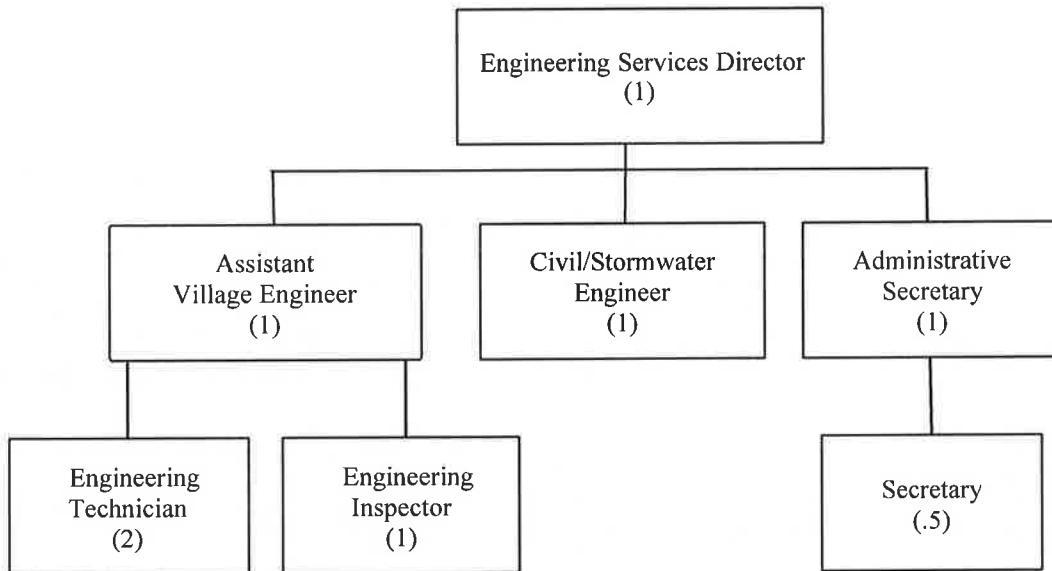 Engineering Services Director
(1)
Assistant
Village Engineer
(1)
Civil/Stormwater
Engineer
(1)
Administrative
Secretary
(1)
Engineering
Technician
(2)
Engineering
Inspector
(1)
Secretary
(.5)